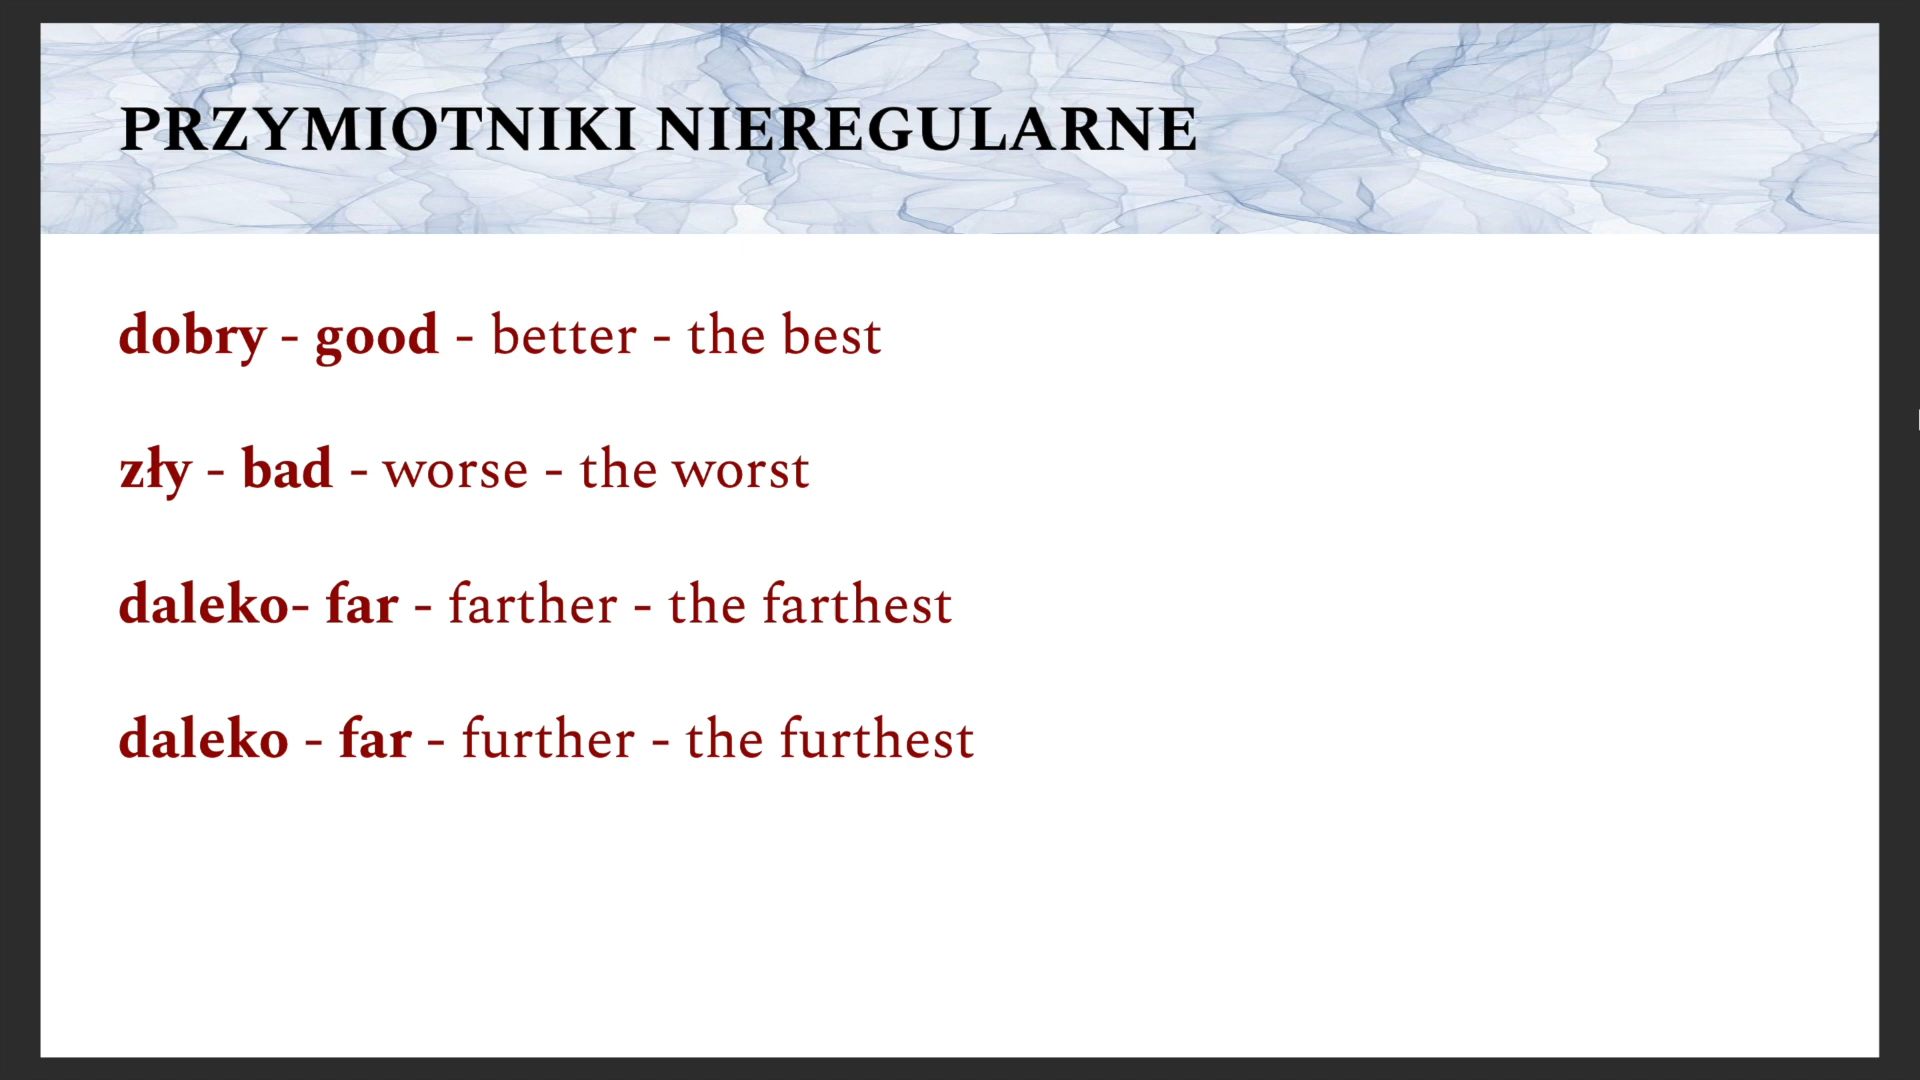 PRZYMIOTNIKI NIEREGULARNE
dobry - good - better - the best
zły - bad - worse - the worst
daleko- far - farther - the farthest
daleko - far - further - the furthest